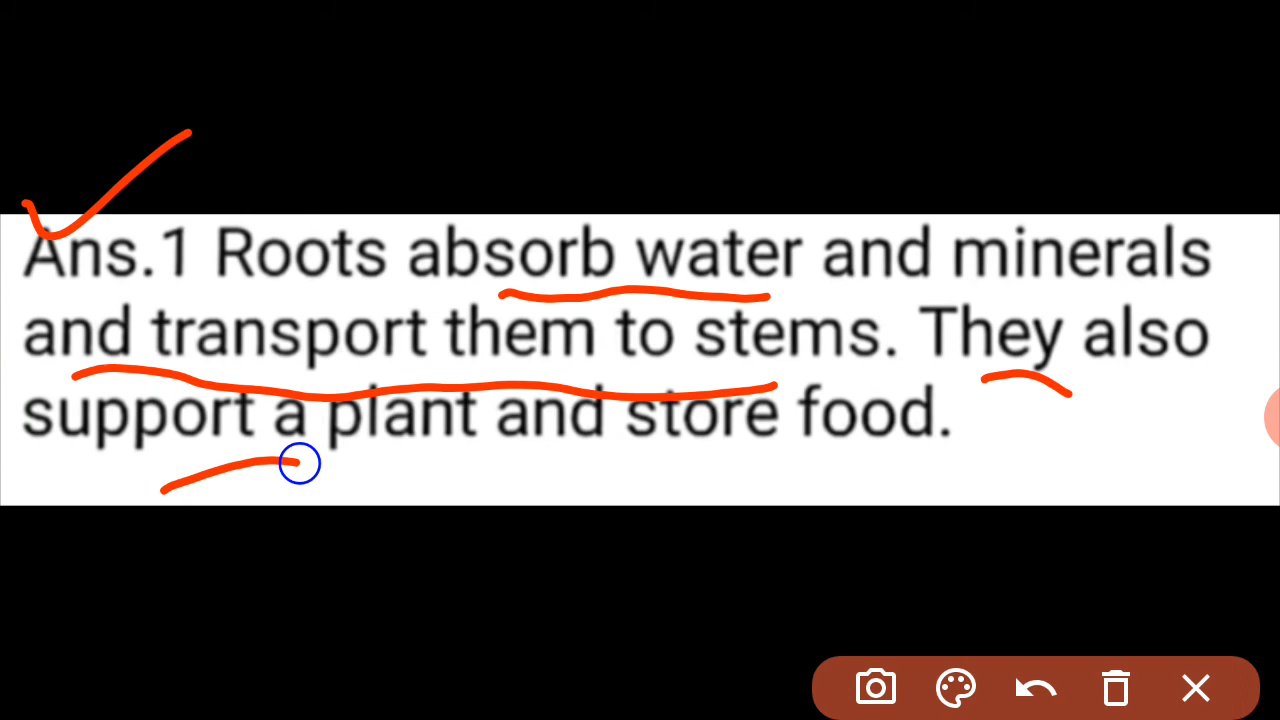 Ans.1 Roots absorb water and minerals
and transport them to stems. They also
support a plant and store food.